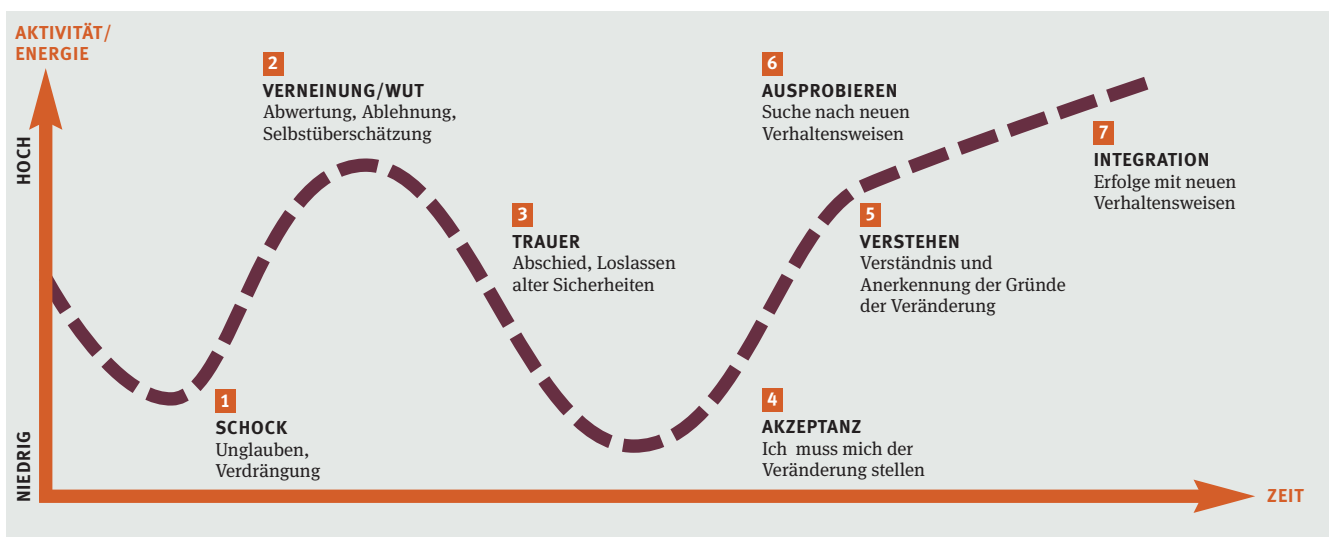 AKTIVITÄT/
ENERGIE
HOCH
NIEDRIG
2
VERNEINUNG/WUT
Abwertung, Ablehnung,
Selbstüberschätzung
6
AUSPROBIEREN
Suche nach neuen
Verhaltensweisen
7
INTEGRATION
Erfolge mit neuen
Verhaltensweisen
3
TRAUER
Abschied, Loslassen
alter Sicherheiten
5
VERSTEHEN
Verständnis und
Anerkennung der Gründe
der Veränderung
1
SCHOCK
Unglauben,
Verdrängung
4
AKZEPTANZ
Ich muss mich der
Veränderung stellen
ZEIT